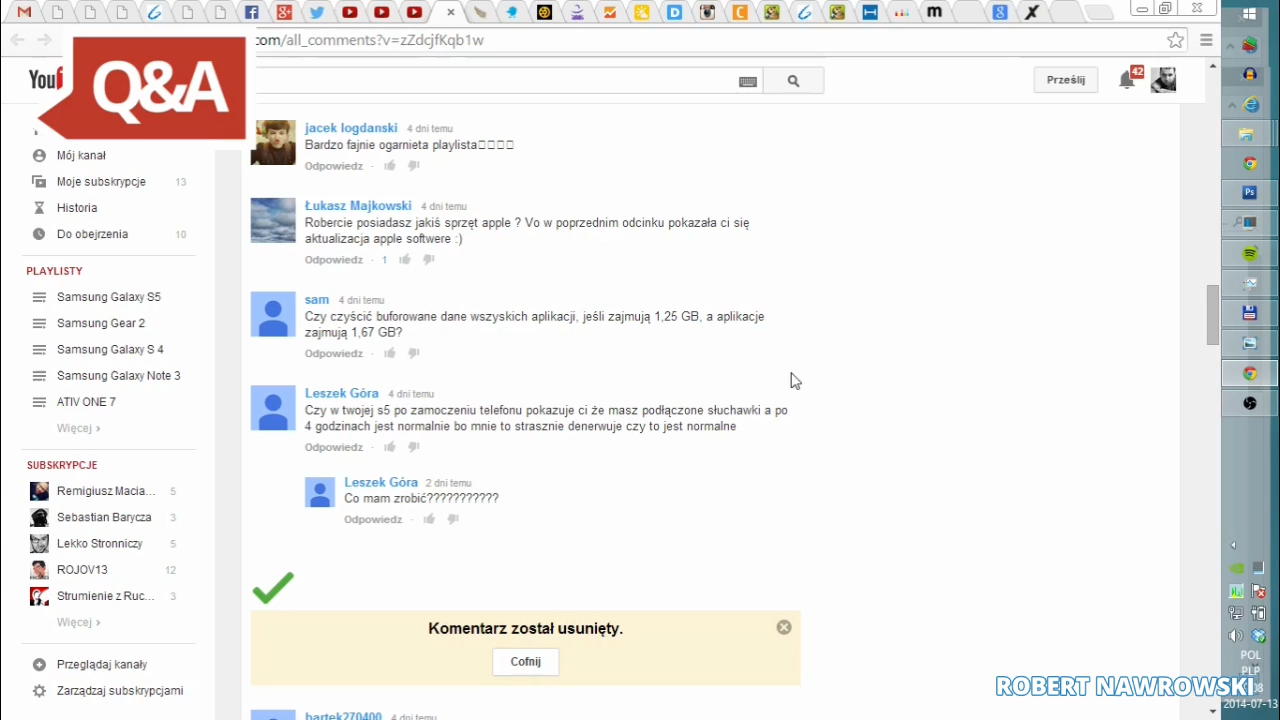 com/all_comments?v=zZdcjfKqb1w
You
Q&A
Prześlij
42
Mój kanał
Moje subskrypcje 13
Historia
Do obejrzenia 10
PLAYLISTY
Samsung Galaxy S5
Samsung Gear 2
Samsung Galaxy S 4
Samsung Galaxy Note 3
ATIV ONE 7
Więcej ›
SUBSKRYPCJE
Remigiusz Macia... 5
Sebastian Barycza 3
Lekko Stronniczy 5
ROJOV13 12
Strumienie z Ruc... 3
Więcej ›
Przeglądaj kanały
Zarządzaj subskrypcjami
jacek logdanski 4 dni temu
Bardzo fajnie ogarnieta playlista
Odpowiedz ·
Łukasz Majkowski 4 dni temu
Robercie posiadasz jakiś sprzęt apple ? Vo w poprzednim odcinku pokazała ci się
aktualizacja apple softwere :)
Odpowiedz · 1
sam 4 dni temu
Czy czyścić buforowane dane wszyskich aplikacji, jeśli zajmują 1,25 GB, a aplikacje
zajmują 1,67 GB?
Odpowiedz ·
Leszek Góra 4 dni temu
Czy w twojej s5 po zamoczeniu telefonu pokazuje ci że masz podłączone słuchawki a po
4 godzinach jest normalnie bo mnie to strasznie denerwuje czy to jest normalne
Odpowiedz ·
Leszek Góra 2 dni temu
Co mam zrobić???????????
Odpowiedz ·
Komentarz został usunięty.
Cofnij
bartek270400 4 dni temu
POL
PLP
ROBERT NAWROWSKI
2014-07-13